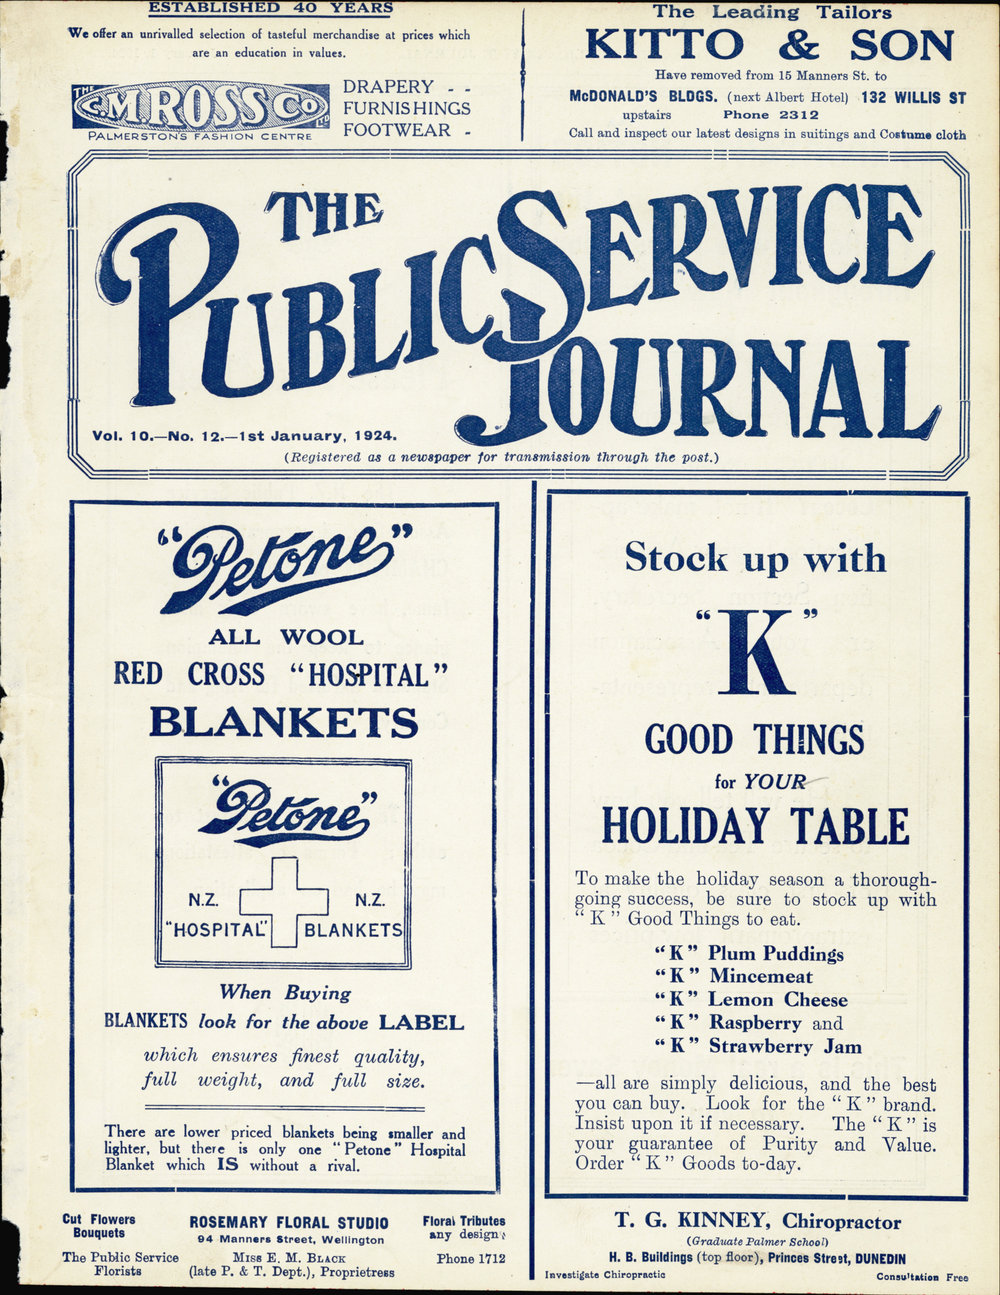 ESTABLISHED 40 YEARS
We offer an unrivalled selection of tasteful merchandise at prices which
are an education in values.
THE C.M. ROSS Co LTD
PALMERSTON'S FASHION CENTRE
DRAPERY - -
FURNISHINGS
FOOTWEAR -
The Leading Tailors
KITTO & SON
Have removed from 15 Manners St. to
McDONALD'S BLDGS. (next Albert Hotel) 132 WILLIS ST
upstairs Phone 2312
Call and inspect our latest designs in suitings and Costume cloth
THE
PUBLIC SERVICE
JOURNAL
Vol. 10.—No. 12.—1st January, 1924.
(Registered as a newspaper for transmission through the post.)
"Petone"
ALL WOOL
RED CROSS "HOSPITAL"
BLANKETS
"Petone"
N.Z. N.Z.
"HOSPITAL" BLANKETS
When Buying
BLANKETS look for the above LABEL
which ensures finest quality,
full weight, and full size.
There are lower priced blankets being smaller and
lighter, but there is only one "Petone" Hospital
Blanket which IS without a rival.
Stock up with
"K"
GOOD THINGS
for YOUR
HOLIDAY TABLE
To make the holiday season a thorough-
going success, be sure to stock up with
"K" Good Things to eat.
"K" Plum Puddings
"K" Mincemeat
"K" Lemon Cheese
"K" Raspberry and
"K" Strawberry Jam
—all are simply delicious, and the best
you can buy. Look for the "K" brand.
Insist upon it if necessary. The "K" is
your guarantee of Purity and Value.
Order "K" Goods to-day.
Cut Flowers
Bouquets
The Public Service
Florists
ROSEMARY FLORAL STUDIO
94 Manners Street, Wellington
MISS E. M. BLACK
(late P. & T. Dept.), Proprietress
Floral Tributes
any design
Phone 1712
T. G. KINNEY, Chiropractor
(Graduate Palmer School)
H. B. Buildings (top floor), Princes Street, DUNEDIN
Investigate Chiropractic Consultation Free